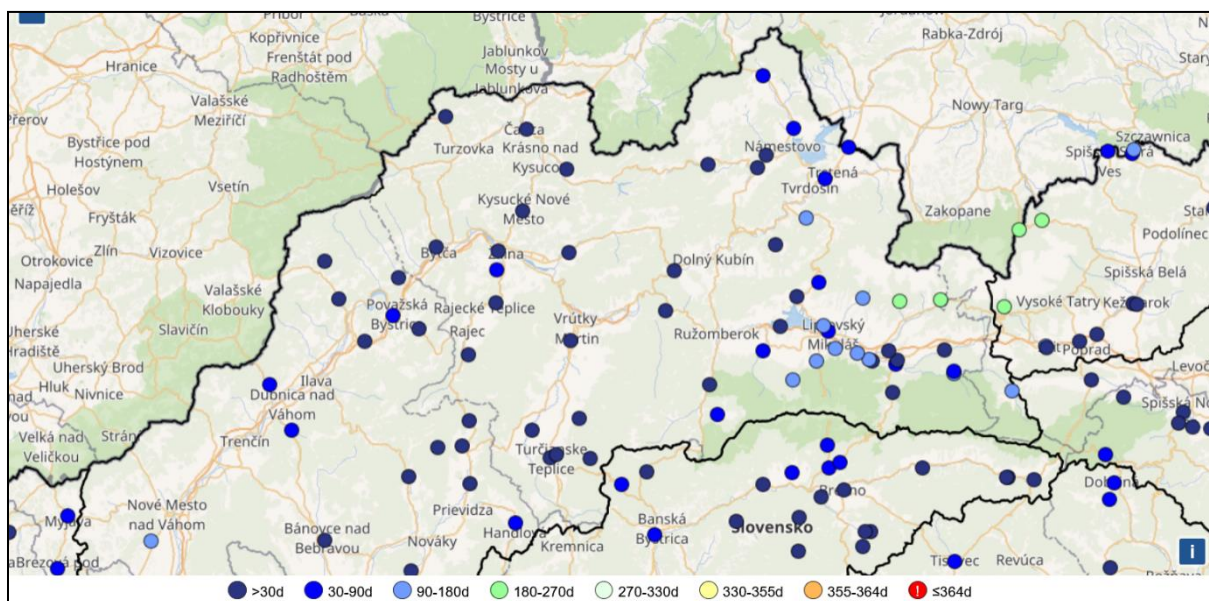 Příbor
Baška
Bystřice
Kopřivnice
Frenštát pod
Radhoštěm
Hranice
Jablunkov
Mosty u
Jablunkova
Rabka-Zdrój
Nowy Targ
Valašské
Meziříčí
Přerov
Bystřice pod
Hostýnem
Turzovka
Čadca
Krásno nad
Kysucou
Námestovo
Szczawnica
Spišská Stará
Ves
Holešov
Vsetín
Trstená
Tvrdošín
Kysucké Nové
Mesto
Zakopane
Fryšták
Zlín
Vizovice
Bytča
Žilina
Podolínec
Otrokovice
Napajedla
Dolný Kubín
Spišská Belá
Valašské
Klobouky
Považská
Bystrica
Rajecké Teplice
Vysoké Tatry
Kežmarok
Uherské
Hradiště
Slavičín
Rajec
Vrútky
Martin
Ružomberok
Liptovský
Mikuláš
Svit
Poprad
Uherský Brod
Hluk
Nivnice
Ilava
Dubnica nad
Váhom
Levoča
Spišská No
Velká nad
Veličkou
Strání
Trenčín
Turčianske
Teplice
Nové Mesto
nad Váhom
Prievidza
Brezno
Dobšiná
Myjava
Bánovce nad
Bebravou
Nováky
Handlová
Kremnica
Banská
Bystrica
Slovensko
Brezová pod
Tisovec
Revúca
Rožňava
i
>30d
30-90d
90-180d
180-270d
270-330d
330-355d
355-364d
! ≤364d